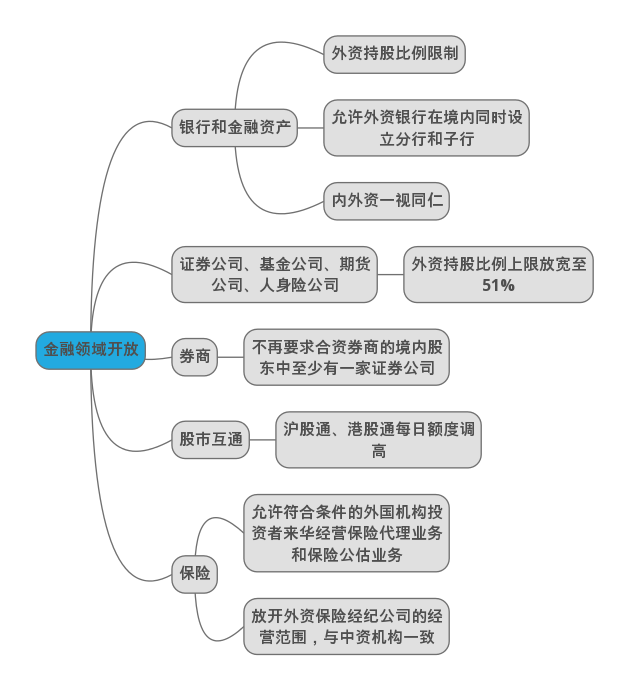 金融领域开放
银行和金融资产
外资持股比例限制
允许外资银行在境内同时设
立分行和子行
内外资一视同仁
证券公司、基金公司、期货
公司、人身险公司
外资持股比例上限放宽至
51%
券商
不再要求合资券商的境内股
东中至少有一家证券公司
股市互通
沪股通、港股通每日额度调
高
保险
允许符合条件的外国机构投
资者来华经营保险代理业务
和保险公估业务
放开外资保险经纪公司的经
营范围，与中资机构一致